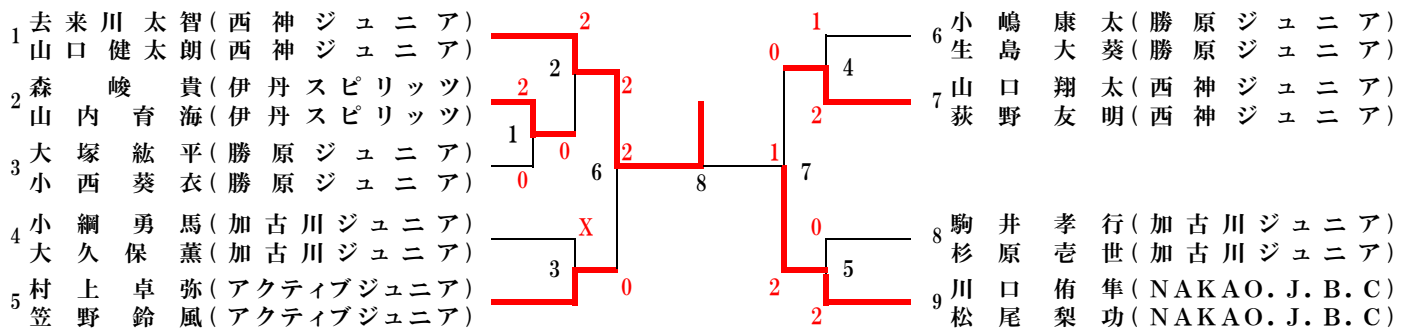 1 去来川太智(西神ジュニア)
山口健太朗(西神ジュニア)
2 森峻貴(伊丹スピリッツ)
山内育海(伊丹スピリッツ)
3 大塚紘平(勝原ジュニア)
小西葵衣(勝原ジュニア)
4 小綱勇馬(加古川ジュニア)
大久保薫(加古川ジュニア)
5 村上卓弥(アクティブジュニア)
笠野鈴風(アクティブジュニア)
2
2
2
2
1
0
0
6
2
X
3
0
8
1
0
4
2
1
7
0
5
2
2
6 小嶋康太(勝原ジュニア)
生島大葵(勝原ジュニア)
7 山口翔太(西神ジュニア)
荻野友明(西神ジュニア)
8 駒井孝行(加古川ジュニア)
杉原壱世(加古川ジュニア)
9 川口侑隼(NAKAO.J.B.C)
松尾梨功(NAKAO.J.B.C)